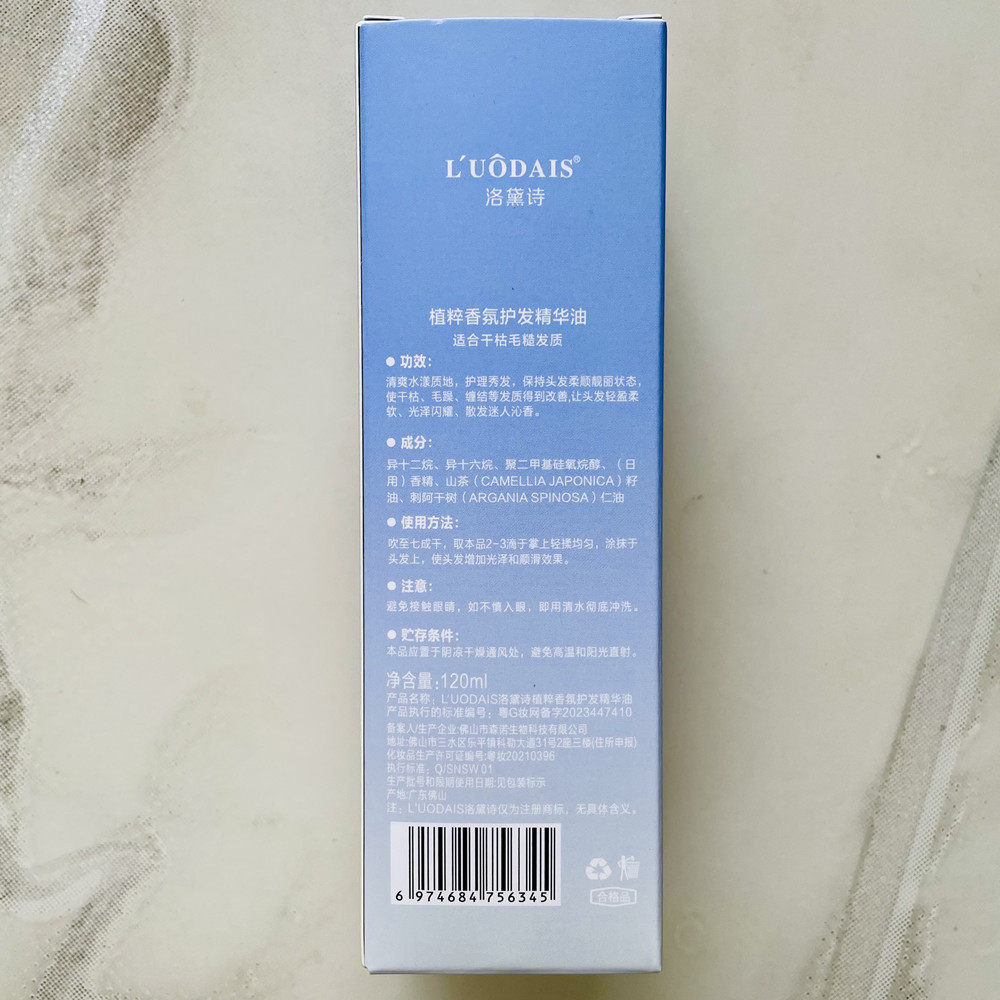 L'UÔDAIS®
洛黛诗
植粹香氛护发精华油
适合干枯毛糙发质
● 功效：
清爽水漾质地，护理秀发，保持头发柔顺靓丽状态，
使干枯、毛躁、缠结等发质得到改善,让头发轻盈柔
软、光泽闪耀、散发迷人沁香。
● 成分：
异十二烷、异十六烷、聚二甲基硅氧烷醇、（日
用）香精、山茶（CAMELLIA JAPONICA）籽
油、刺阿干树（ARGANIA SPINOSA）仁油
● 使用方法：
吹至七成干，取本品2-3滴于掌上轻揉均匀，涂抹于
头发上，使头发增加光泽和顺滑效果。
● 注意：
避免接触眼睛，如不慎入眼，即用清水彻底冲洗。
● 贮存条件：
本品应置于阴凉干燥通风处，避免高温和阳光直射。
净含量:120ml
产品名称：L'UODAIS洛黛诗植粹香氛护发精华油
产品执行的标准编号：粤G妆网备字2023447410
备案人/生产企业:佛山市森诺生物科技有限公司
地址:佛山市三水区乐平镇科勒大道31号2座三楼(住所申报)
化妆品生产许可证编号:粤妆20210396
执行标准：Q/SNSW 01
生产批号和限期使用日期:见包装标示
产地:广东佛山
注：L'UODAIS洛黛诗仅为注册商标，无具体含义。
6 974684 756345
合格品